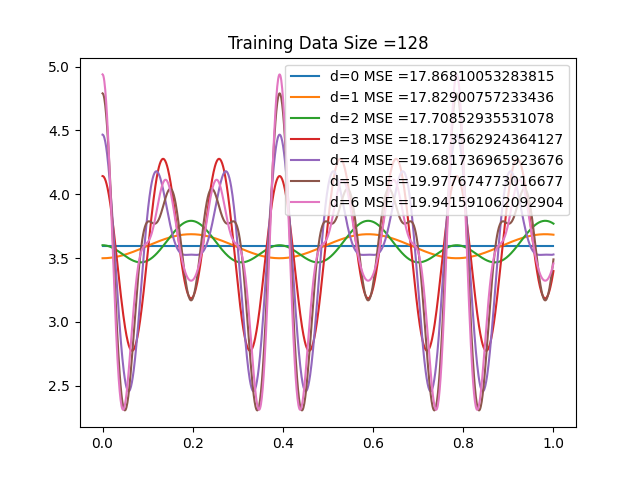 Training Data Size =128
d=0 MSE =17.86810053283815
d=1 MSE =17.82900757233436
d=2 MSE =17.70852935531078
d=3 MSE =18.173562924364127
d=4 MSE =19.681736965923676
d=5 MSE =19.977674773016677
d=6 MSE =19.941591062092904
5.0
4.5
4.0
3.5
3.0
2.5
0.0 0.2 0.4 0.6 0.8 1.0